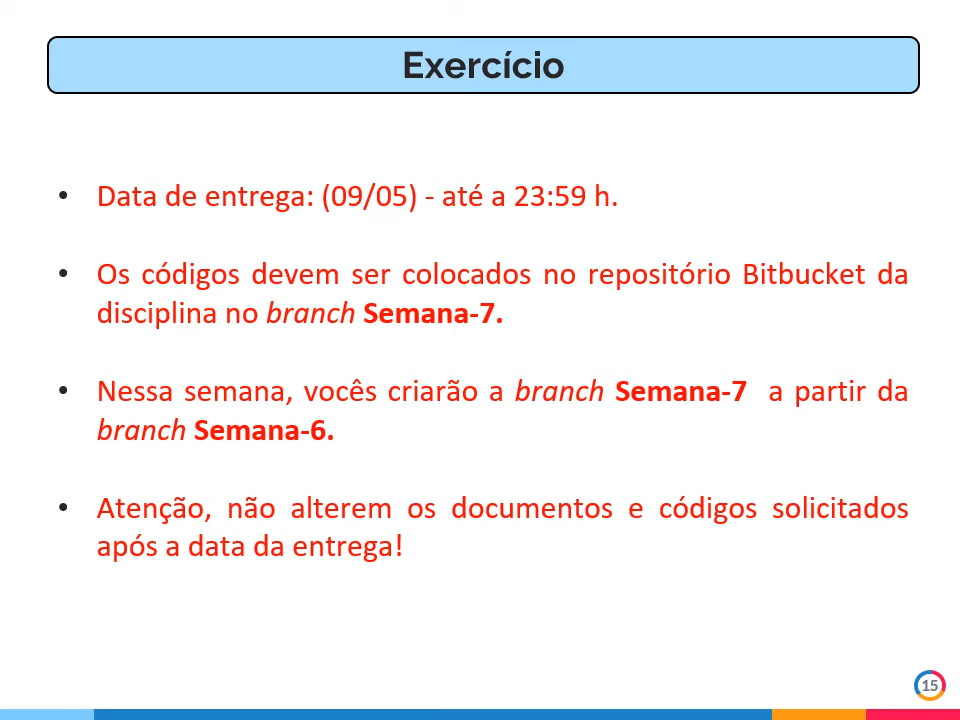 Exercício
• Data de entrega: (09/05) - até a 23:59 h.
• Os códigos devem ser colocados no repositório Bitbucket da
disciplina no branch Semana-7.
• Nessa semana, vocês criarão a branch Semana-7 a partir da
branch Semana-6.
• Atenção, não alterem os documentos e códigos solicitados
após a data da entrega!
15